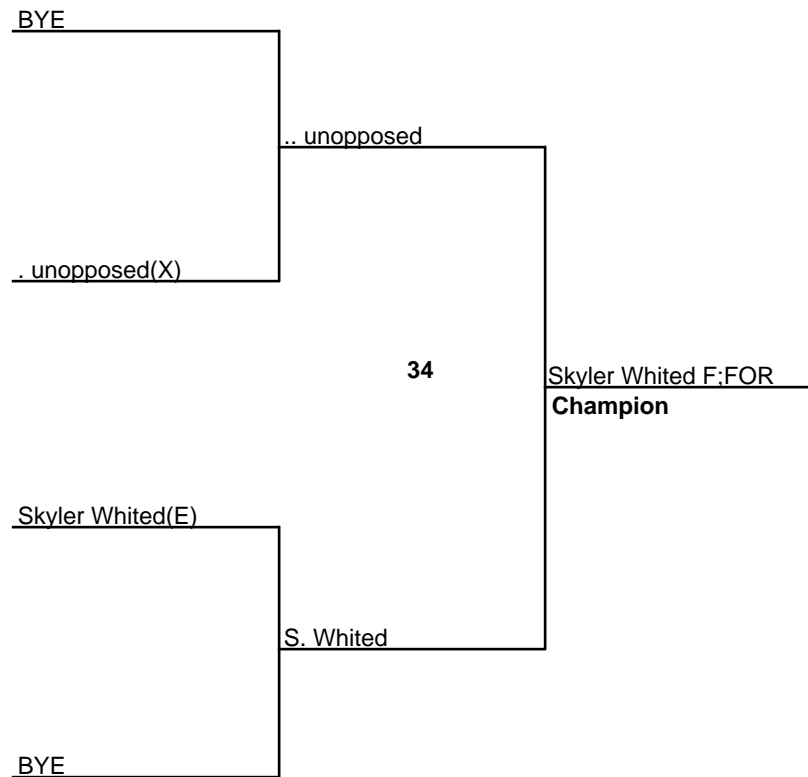 BYE
.. unopposed
. unopposed(X)
34
Skyler Whited F;FOR
Champion
Skyler Whited(E)
S. Whited
BYE